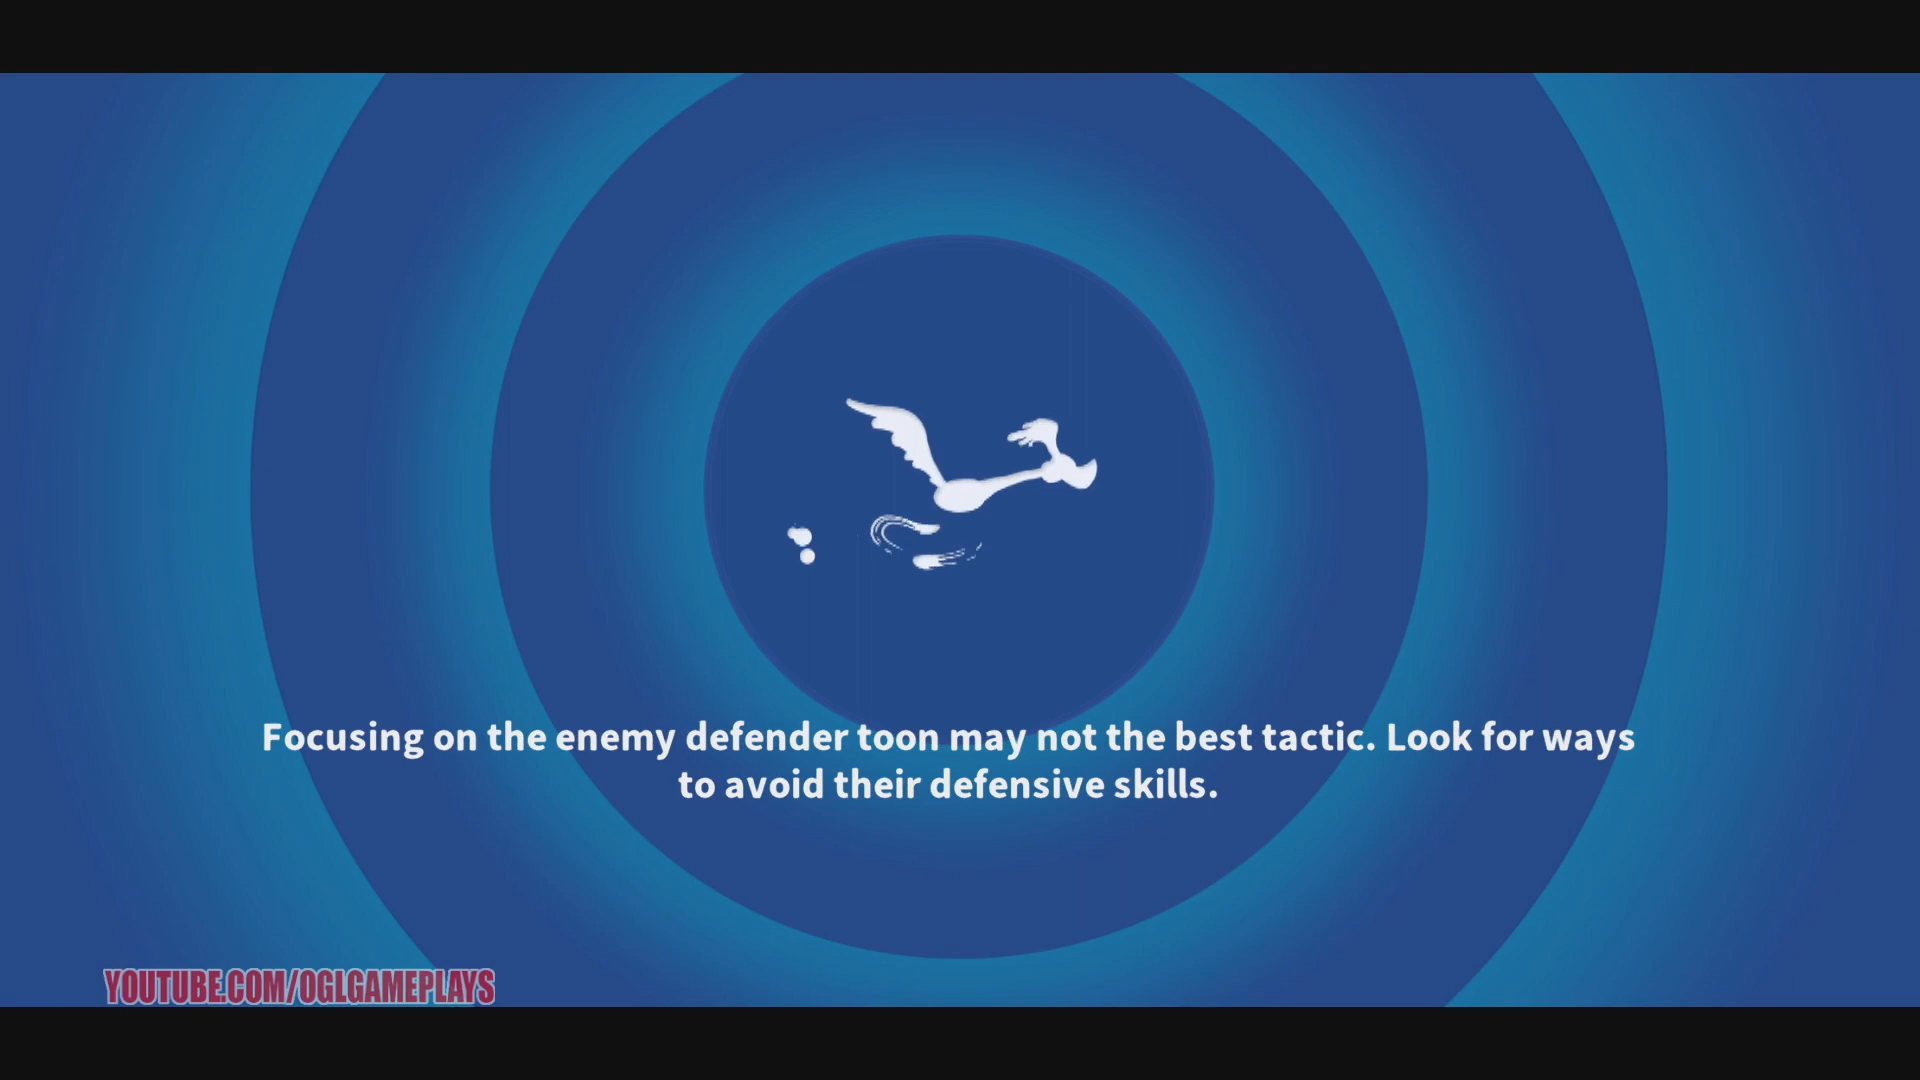 Focusing on the enemy defender toon may not the best tactic. Look for ways
to avoid their defensive skills.
YOUTUBE.COM/OGLGAMEPLAYS